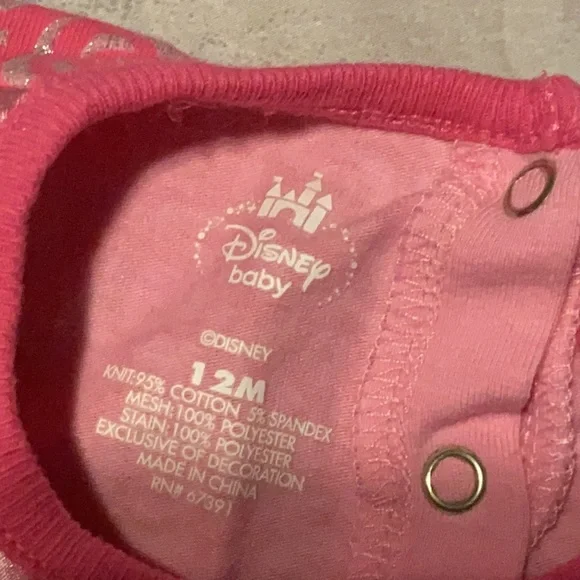 Disney
baby
©DISNEY
12M
KNIT:95% COTTON 5% SPANDEX
MESH:100% POLYESTER
STAIN:100% POLYESTER
EXCLUSIVE OF DECORATION
MADE IN CHINA
RN# 67391